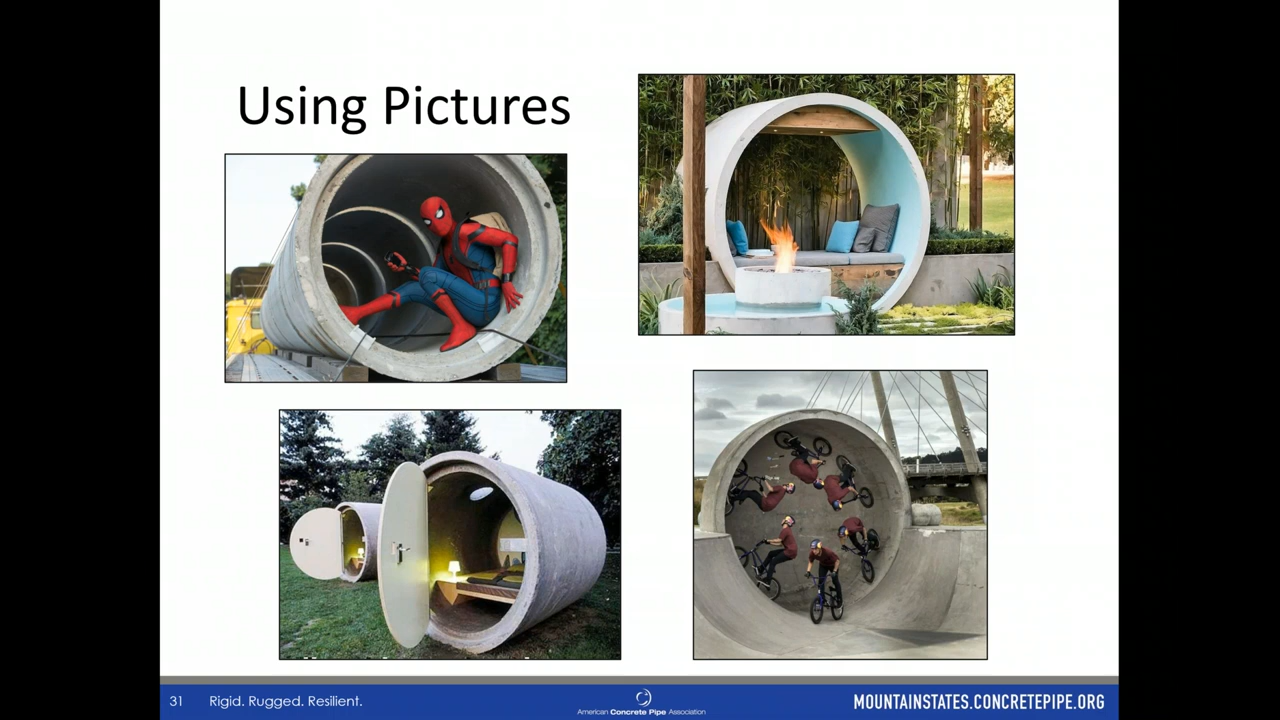 Using Pictures
31
Rigid. Rugged. Resilient.
American Concrete Pipe Association
MOUNTAINSTATES.CONCRETEPIPE.ORG